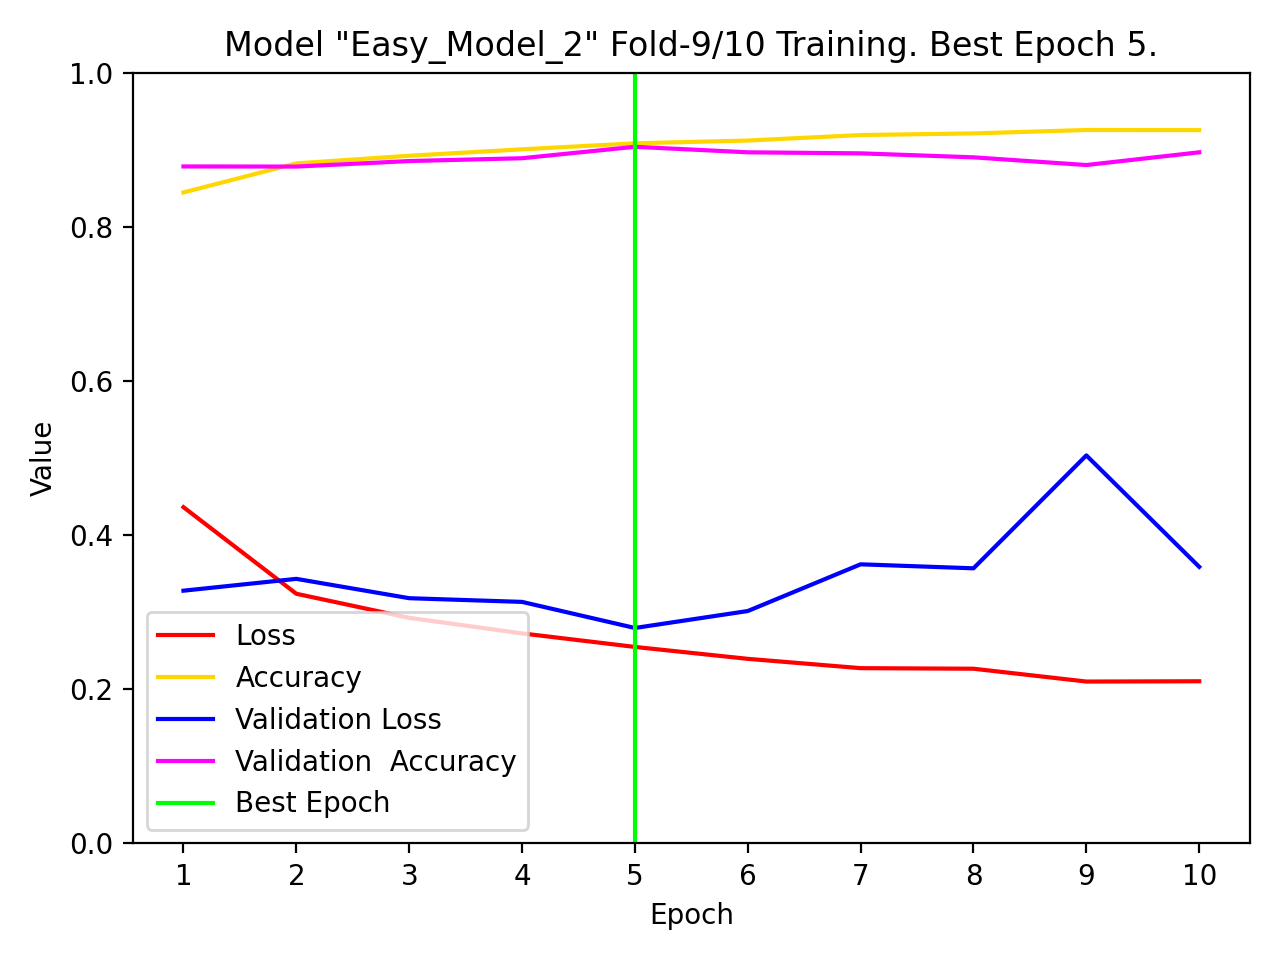 Model "Easy_Model_2" Fold-9/10 Training. Best Epoch 5.
1.0
0.8
0.6
0.4
0.2
0.0
Value
Loss
Accuracy
Validation Loss
Validation  Accuracy
Best Epoch
1 2 3 4 5 6 7 8 9 10
Epoch